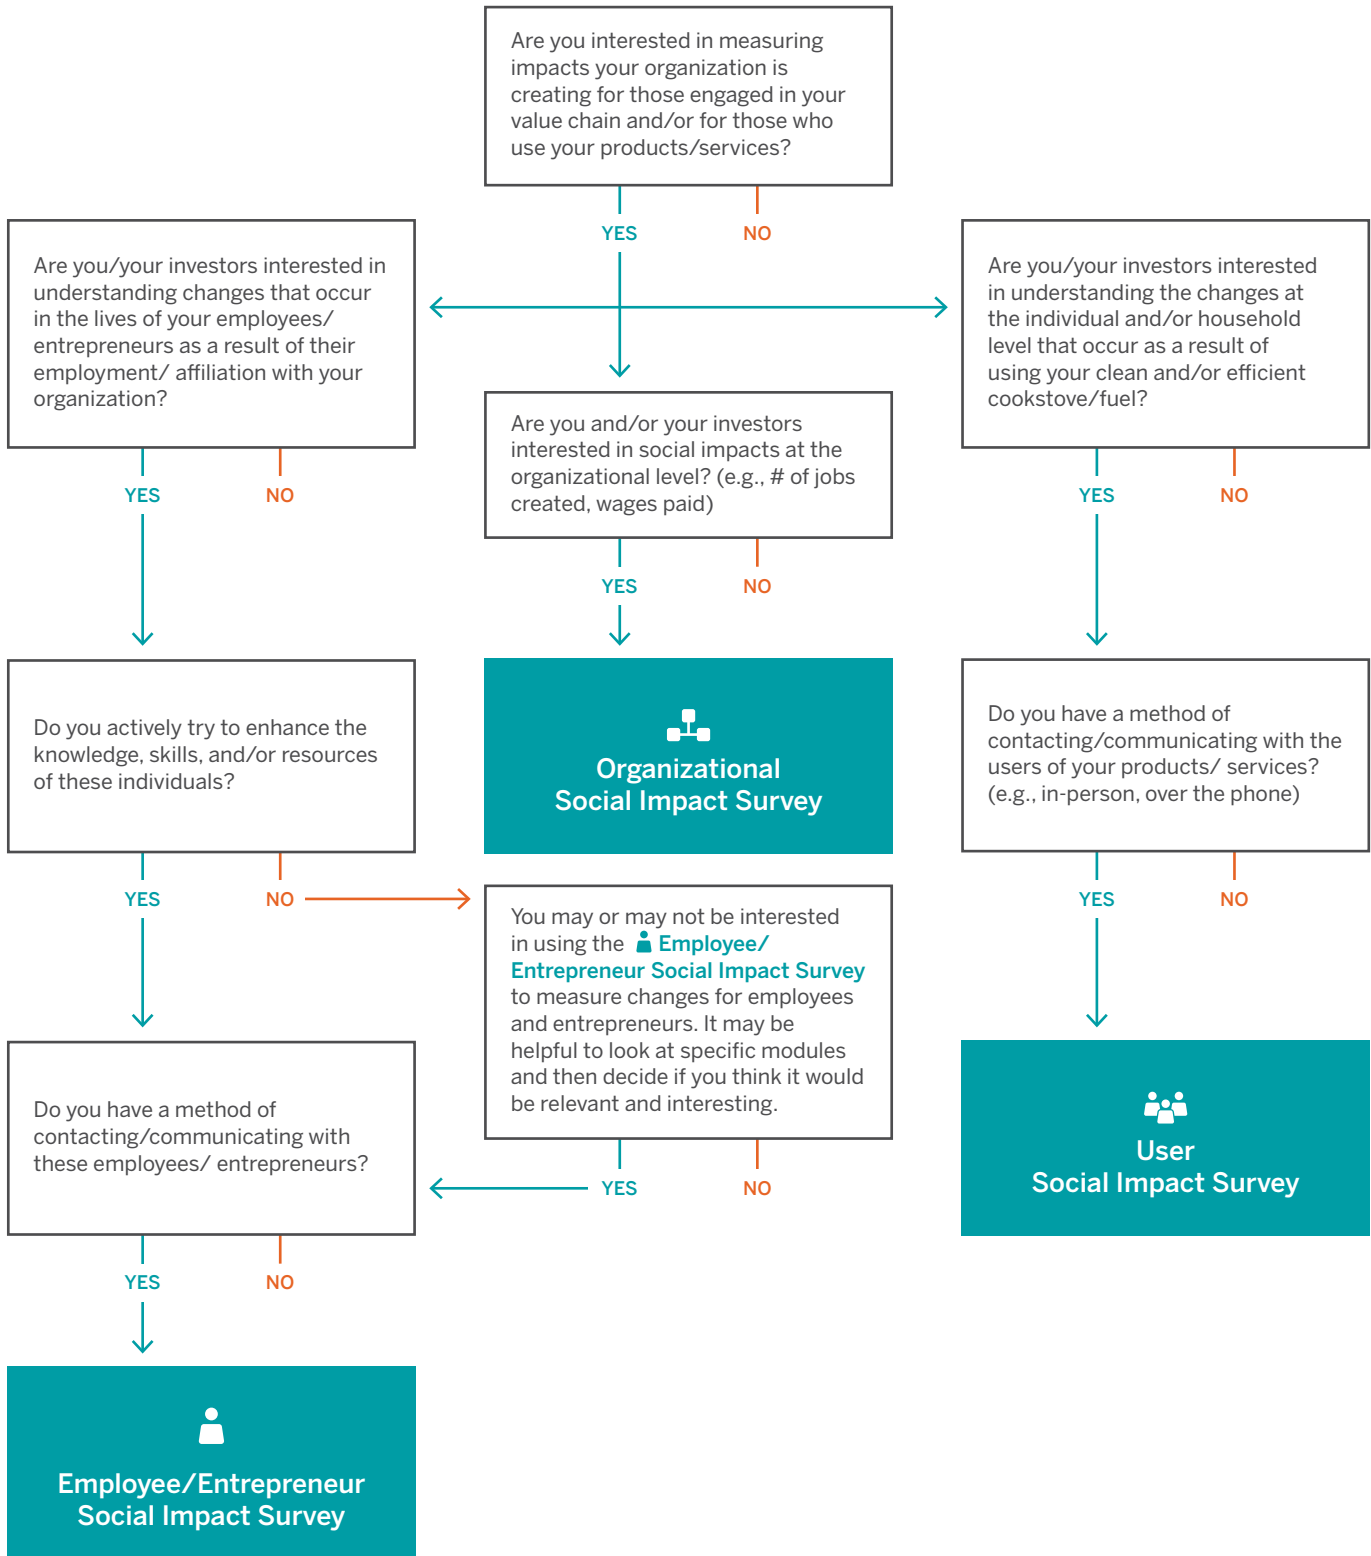 Are you interested in measuring
impacts your organization is
creating for those engaged in your
value chain and/or for those who
use your products/services?
YES
NO
Are you/your investors interested in
understanding changes that occur
in the lives of your employees/
entrepreneurs as a result of their
employment/ affiliation with your
organization?
YES
NO
Are you and/or your investors
interested in social impacts at the
organizational level? (e.g., # of jobs
created, wages paid)
YES
NO
Are you/your investors interested
in understanding the changes at
the individual and/or household
level that occur as a result of
using your clean and/or efficient
cookstove/fuel?
YES
NO
Do you actively try to enhance the
knowledge, skills, and/or resources
of these individuals?
YES
NO
Organizational
Social Impact Survey
Do you have a method of
contacting/communicating with the
users of your products/ services?
(e.g., in-person, over the phone)
YES
NO
You may or may not be interested
in using the Employee/
Entrepreneur Social Impact Survey
to measure changes for employees
and entrepreneurs. It may be
helpful to look at specific modules
and then decide if you think it would
be relevant and interesting.
YES
NO
Do you have a method of
contacting/communicating with
these employees/ entrepreneurs?
YES
NO
User
Social Impact Survey
Employee/Entrepreneur
Social Impact Survey